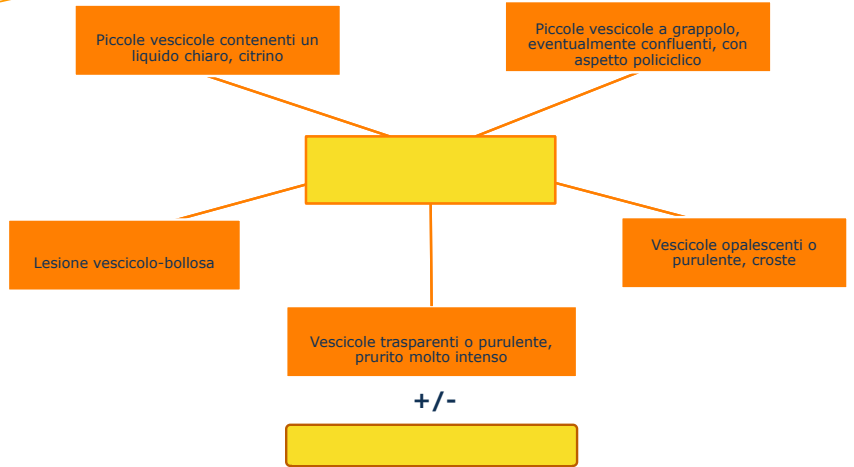 Piccole vescicole contenenti un
liquido chiaro, citrino
Piccole vescicole a grappolo,
eventualmente confluenti, con
aspetto policiclico
Lesione vescicolo-bollosa
Vescicole opalescenti o
purulente, croste
Vescicole trasparenti o purulente,
prurito molto intenso
+/-